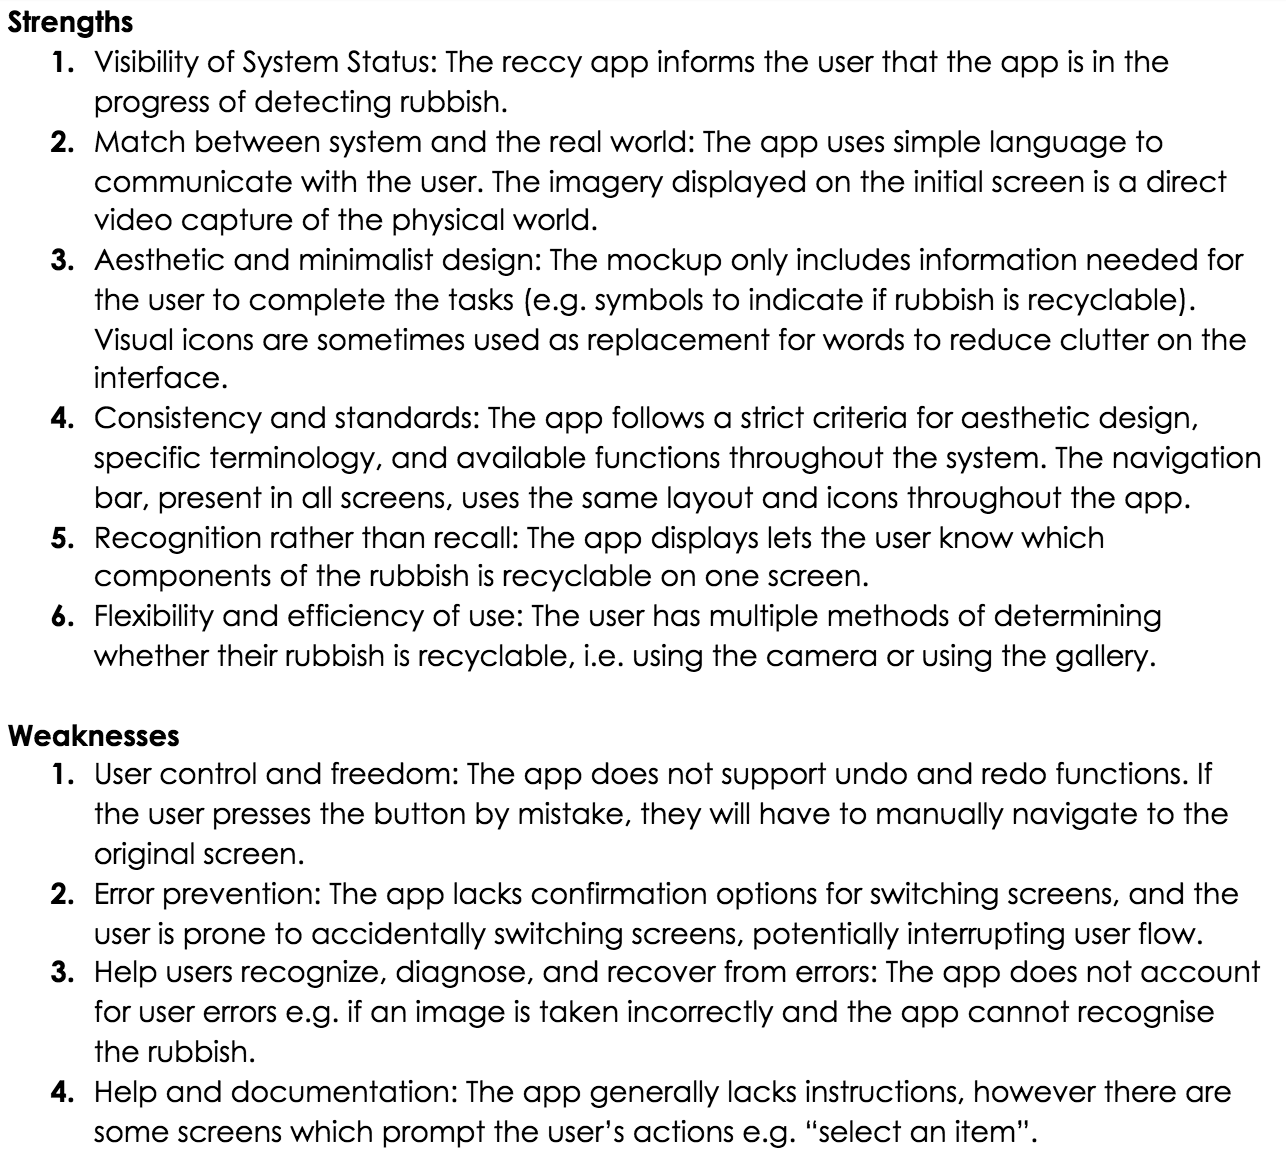 Strengths
1. Visibility of System Status: The reccy app informs the user that the app is in the
progress of detecting rubbish.
2. Match between system and the real world: The app uses simple language to
communicate with the user. The imagery displayed on the initial screen is a direct
video capture of the physical world.
3. Aesthetic and minimalist design: The mockup only includes information needed for
the user to complete the tasks (e.g. symbols to indicate if rubbish is recyclable).
Visual icons are sometimes used as replacement for words to reduce clutter on the
interface.
4. Consistency and standards: The app follows a strict criteria for aesthetic design,
specific terminology, and available functions throughout the system. The navigation
bar, present in all screens, uses the same layout and icons throughout the app.
5. Recognition rather than recall: The app displays lets the user know which
components of the rubbish is recyclable on one screen.
6. Flexibility and efficiency of use: The user has multiple methods of determining
whether their rubbish is recyclable, i.e. using the camera or using the gallery.
Weaknesses
1. User control and freedom: The app does not support undo and redo functions. If
the user presses the button by mistake, they will have to manually navigate to the
original screen.
2. Error prevention: The app lacks confirmation options for switching screens, and the
user is prone to accidentally switching screens, potentially interrupting user flow.
3. Help users recognize, diagnose, and recover from errors: The app does not account
for user errors e.g. if an image is taken incorrectly and the app cannot recognise
the rubbish.
4. Help and documentation: The app generally lacks instructions, however there are
some screens which prompt the user’s actions e.g. “select an item”.